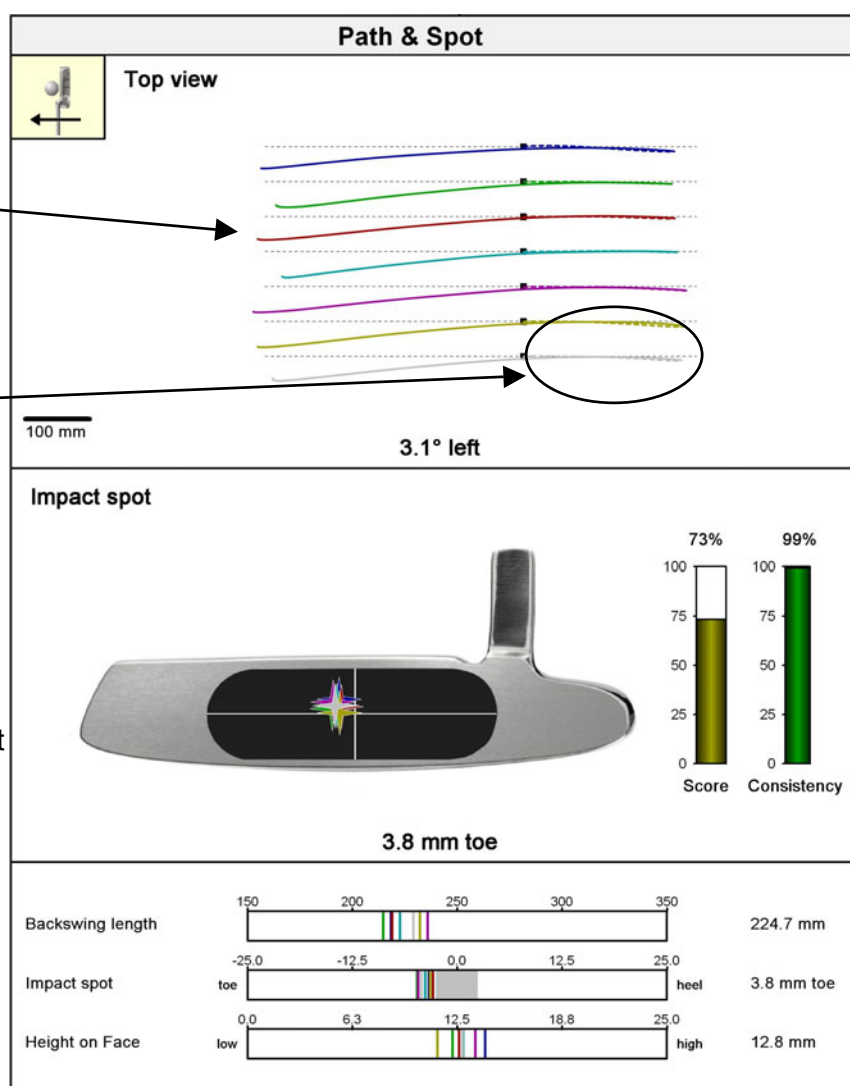 Path & Spot
Top view
100 mm
3.1° left
Impact spot
73% 99%
100 100
75 75
50 50
25 25
0 0
Score Consistency
t
3.8 mm toe
150 200 250 300 350
Backswing length 224.7 mm
-25.0 -12.5 0,0 12.5 25.0
Impact spot toe heel 3.8 mm toe
0.0 6,3 12.5 18.8 25.0
Height on Face low high 12.8 mm